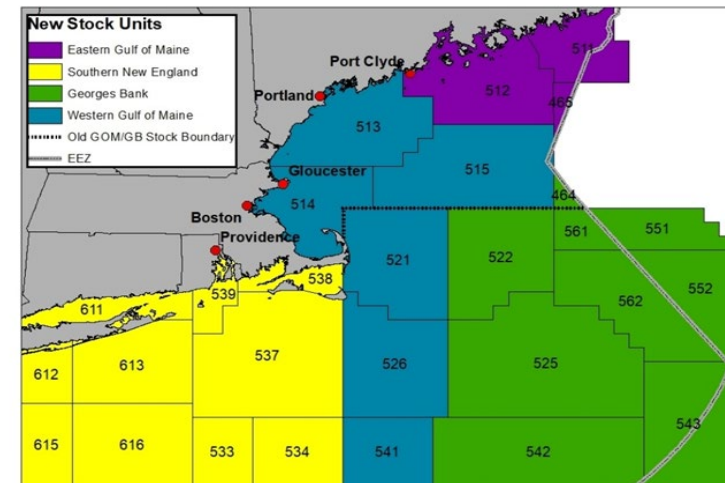 New Stock Units
Eastern Gulf of Maine
Southern New England
Georges Bank
Western Gulf of Maine
Old GOM/GB Stock Boundary
EEZ
Port Clyde
511
512
465
Portland
513
515
Gloucester
464
514
Boston
Providence
561
551
521
522
538
539
552
562
611
537
613
612
526
525
543
615
616
533
534
541
542